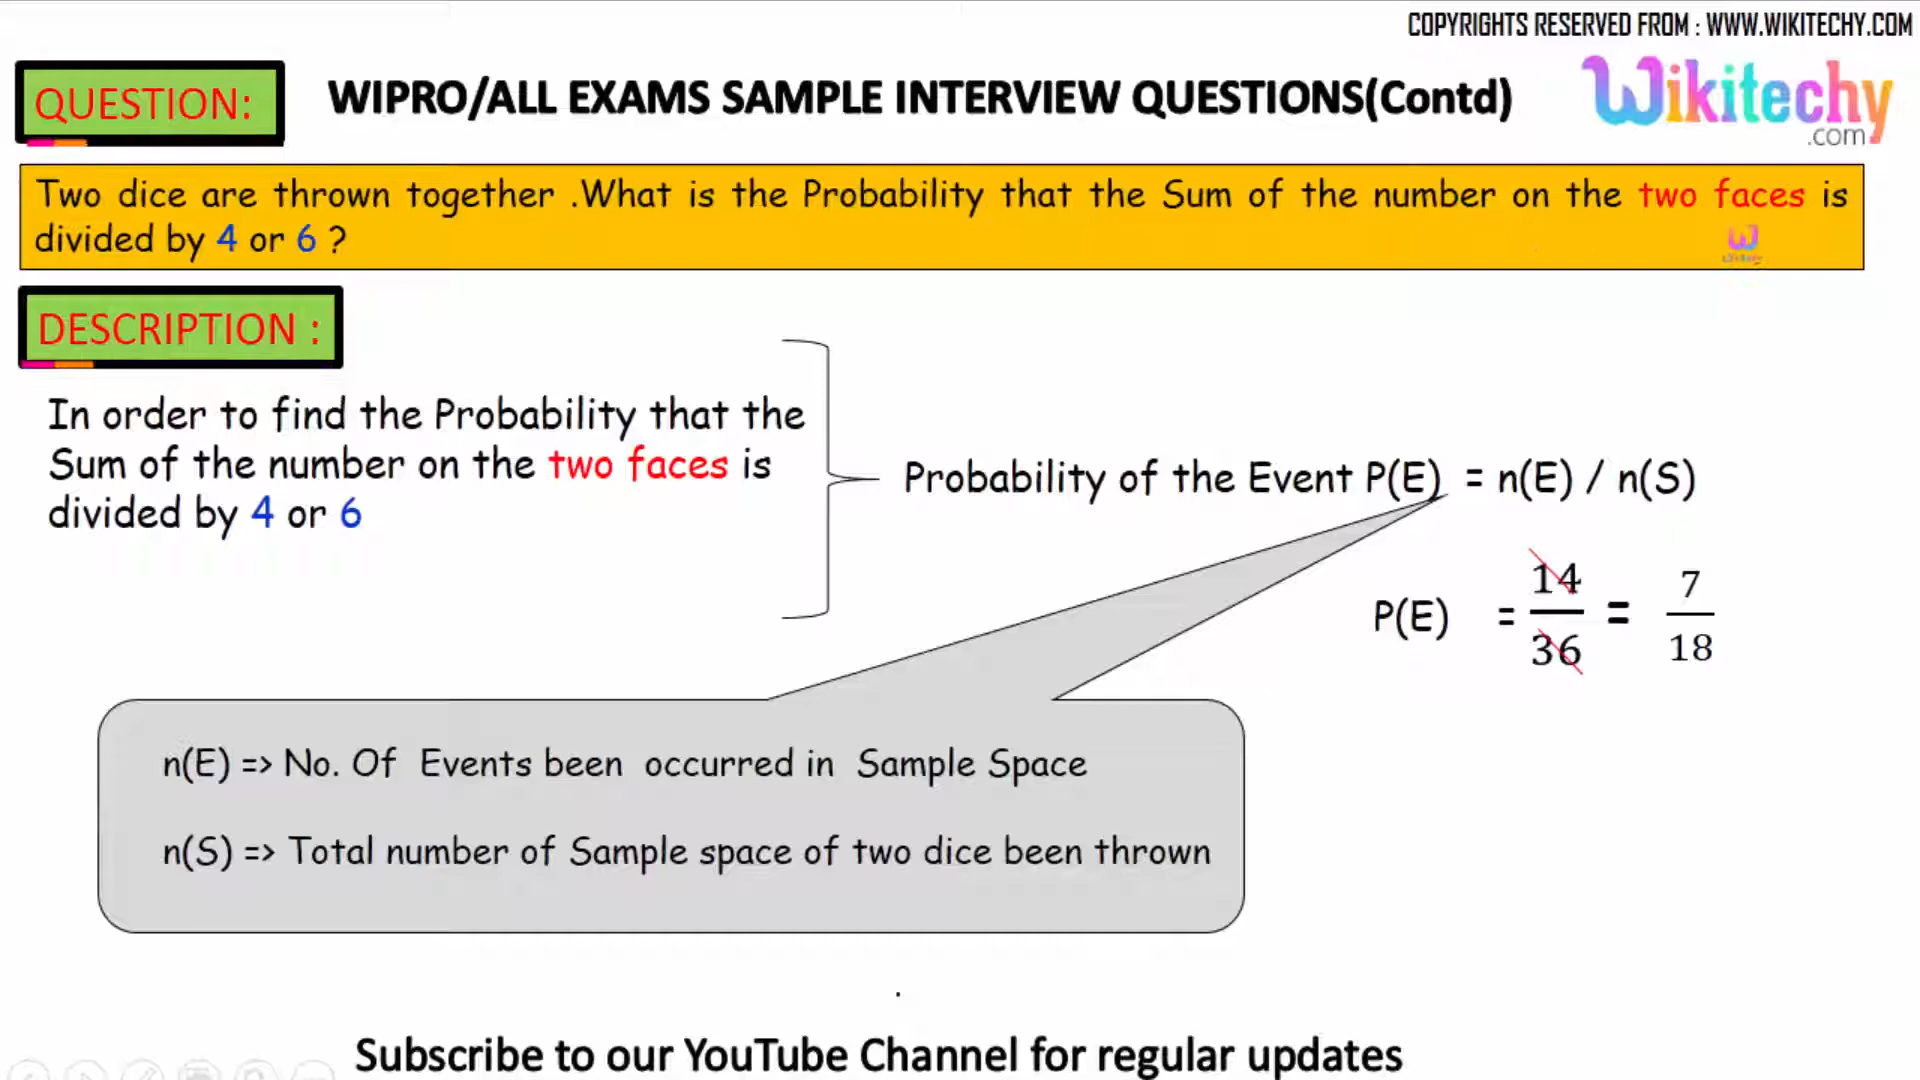 COPYRIGHTS RESERVED FROM : WWW.WIKITECHY.COM
QUESTION:
WIPRO/ALL EXAMS SAMPLE INTERVIEW QUESTIONS(Contd)
Wikitechy
.com
Two dice are thrown together .What is the Probability that the Sum of the number on the two faces is
divided by 4 or 6 ?
DESCRIPTION :
In order to find the Probability that the
Sum of the number on the two faces is
divided by 4 or 6
Probability of the Event P(E) = n(E) / n(S)
P(E) = 14/36 = 7/18
n(E) => No. Of Events been occurred in Sample Space
n(S) => Total number of Sample space of two dice been thrown
.
Subscribe to our YouTube Channel for regular updates